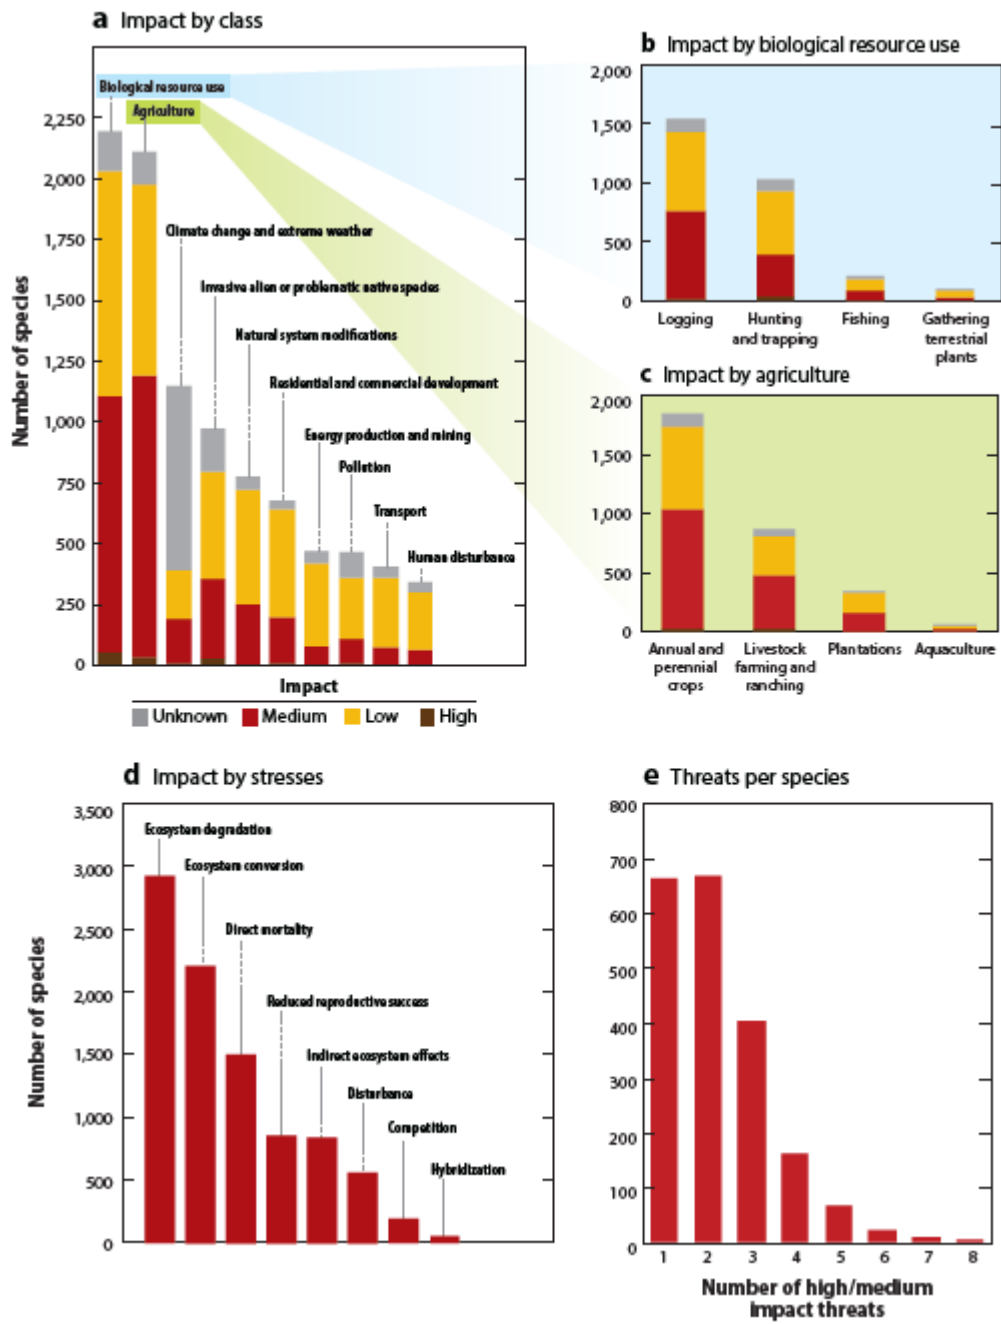 a Impact by class
Biological resource use
Agriculture
Climate change and extreme weather
Invasive alien or problematic native species
Natural system modifications
Residential and commercial development
Energy production and mining
Pollution
Transport
Human disturbance
2,250
2,000
1,750
1,500
1,250
1,000
750
500
250
0
Number of species
Impact
Unknown Medium Low High
b Impact by biological resource use
2,000
1,500
1,000
500
0
Logging
Hunting
and trapping
Fishing
Gathering
terrestrial
plants
c Impact by agriculture
2,000
1,500
1,000
500
0
Annual and
perennial
crops
Livestock
farming and
ranching
Plantations
Aquaculture
d Impact by stresses
3,500
3,000
2,500
2,000
1,500
1,000
500
0
Number of species
Ecosystem degradation
Ecosystem conversion
Direct mortality
Reduced reproductive success
Indirect ecosystem effects
Disturbance
Competition
Hybridization
e Threats per species
800
700
600
500
400
300
200
100
0
1 2 3 4 5 6 7 8
Number of high/medium
impact threats